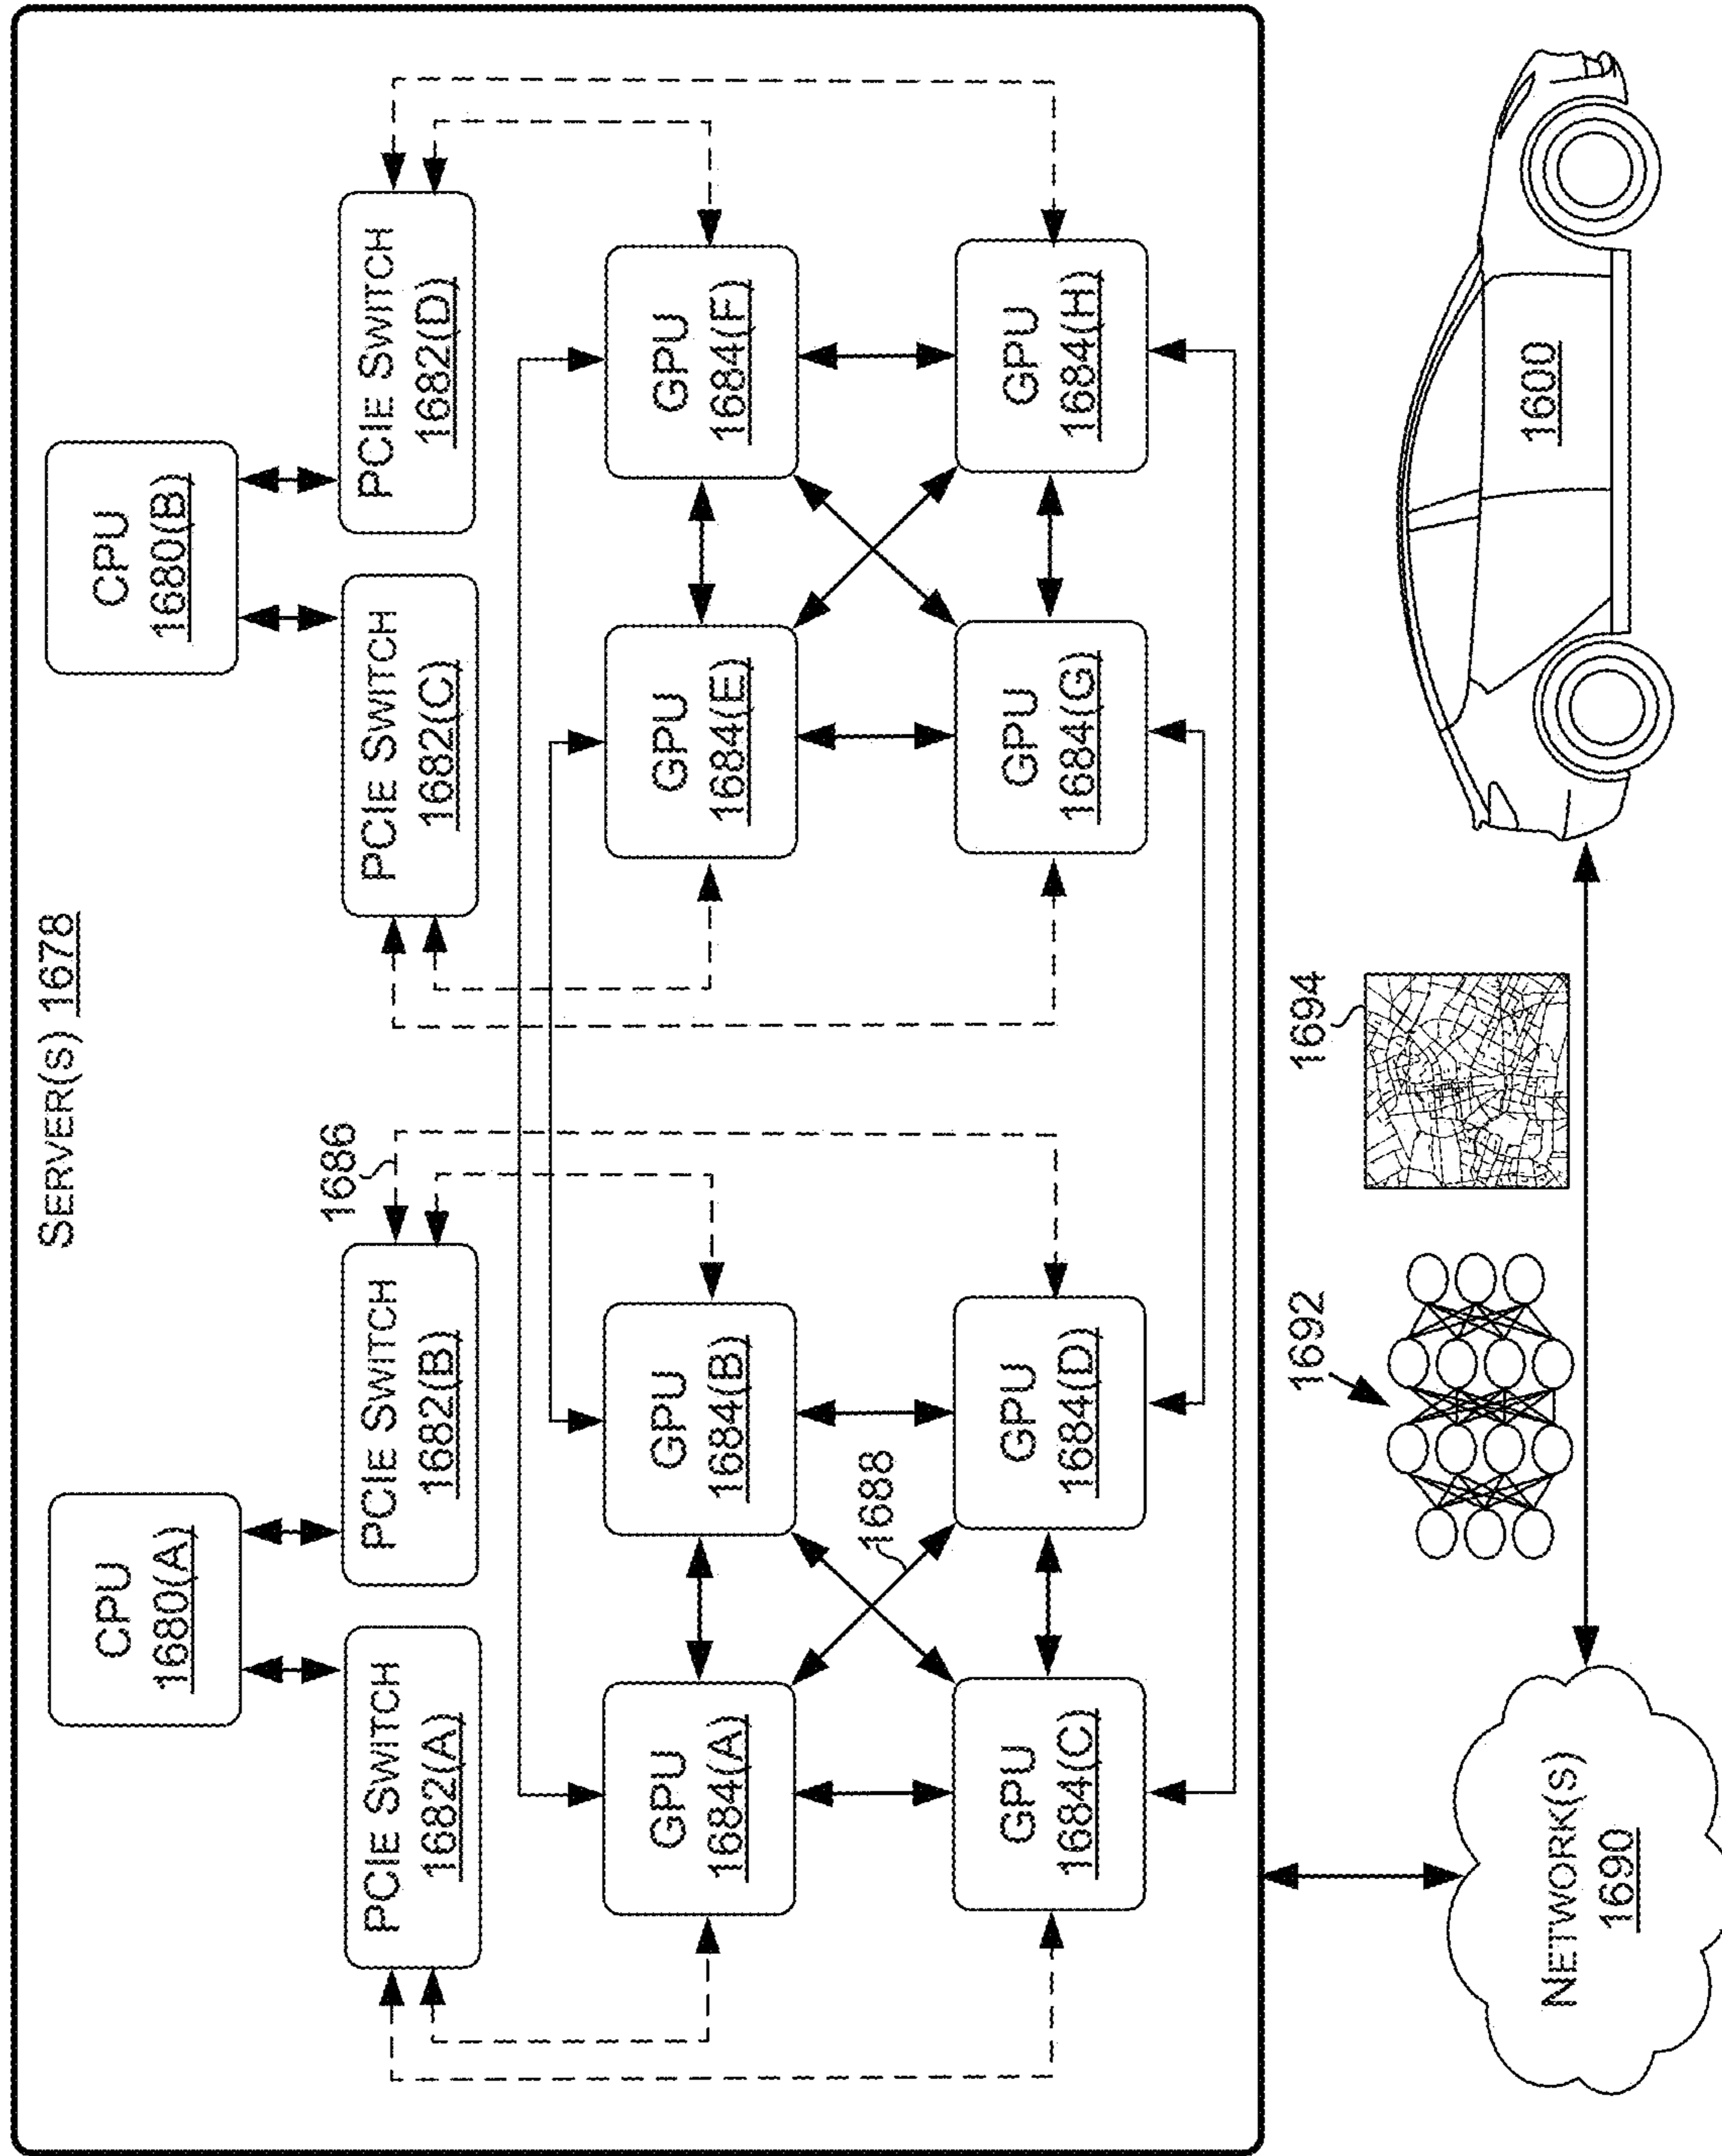 SERVER(S) 1678
CPU
1680(A)
CPU
1680(B)
PCIE SWITCH
1682(A)
PCIE SWITCH
1682(B)
1686
PCIE SWITCH
1682(C)
PCIE SWITCH
1682(D)
GPU
1684(A)
GPU
1684(B)
GPU
1684(E)
GPU
1684(F)
1688
GPU
1684(C)
GPU
1684(D)
GPU
1684(G)
GPU
1684(H)
NETWORK(S)
1690
1692
1694
1600